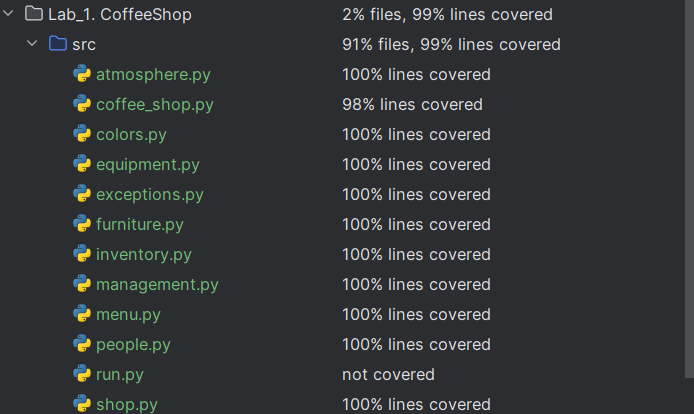 Lab_1. CoffeeShop 2% files, 99% lines covered
src 91% files, 99% lines covered
atmosphere.py 100% lines covered
coffee_shop.py 98% lines covered
colors.py 100% lines covered
equipment.py 100% lines covered
exceptions.py 100% lines covered
furniture.py 100% lines covered
inventory.py 100% lines covered
management.py 100% lines covered
menu.py 100% lines covered
people.py 100% lines covered
run.py not covered
shop.py 100% lines covered